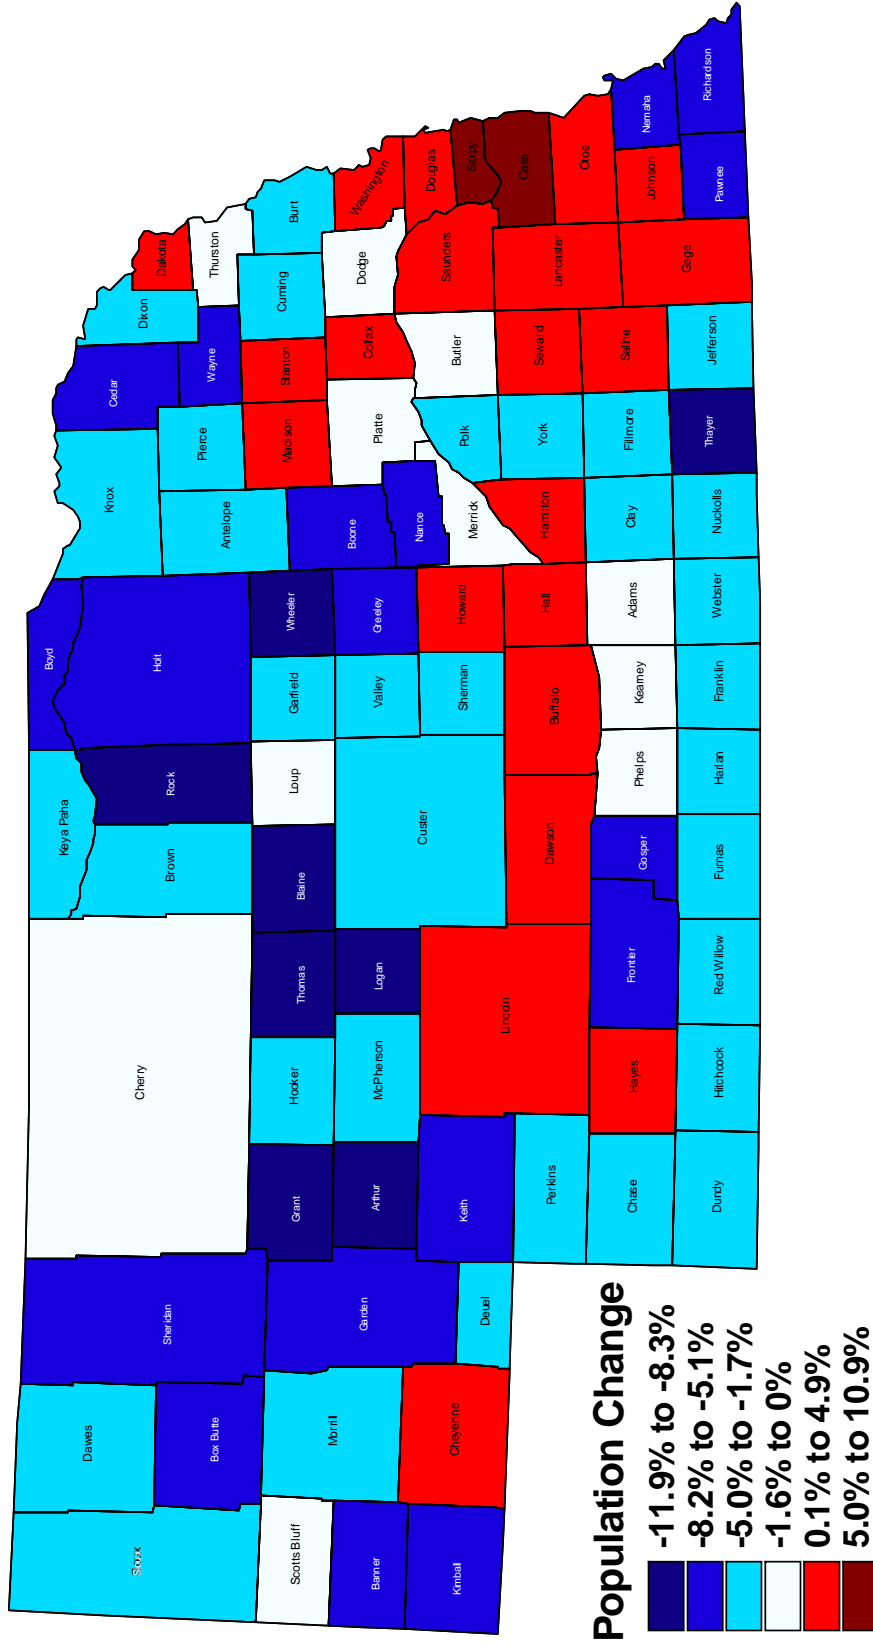 Sioux
Dawes
Box Butte
Sheridan
Scotts Bluff
Banner
Kimball
Morrill
Cheyenne
Garden
Deuel
Cherry
Grant
Hooker
Thomas
Blaine
Loup
Garfield
Wheeler
Arthur
McPherson
Logan
Custer
Valley
Greeley
Keya Paha
Brown
Rock
Boyd
Holt
Keith
Lincoln
Sherman
Howard
Perkins
Dawson
Buffalo
Hall
Chase
Hayes
Frontier
Gosper
Phelps
Kearney
Adams
Dundy
Hitchcock
Red Willow
Furnas
Harlan
Franklin
Webster
Knox
Cedar
Dixon
Dakota
Antelope
Pierce
Wayne
Thurston
Boone
Madison
Stanton
Cuming
Burt
Nance
Platte
Colfax
Dodge
Washington
Merrick
Polk
Butler
Saunders
Douglas
Sarpy
Hamilton
York
Seward
Lancaster
Cass
Otoe
Clay
Fillmore
Saline
Gage
Johnson
Nemaha
Nuckolls
Thayer
Jefferson
Pawnee
Richardson
Population Change
-11.9% to -8.3%
-8.2% to -5.1%
-5.0% to -1.7%
-1.6% to 0%
0.1% to 4.9%
5.0% to 10.9%